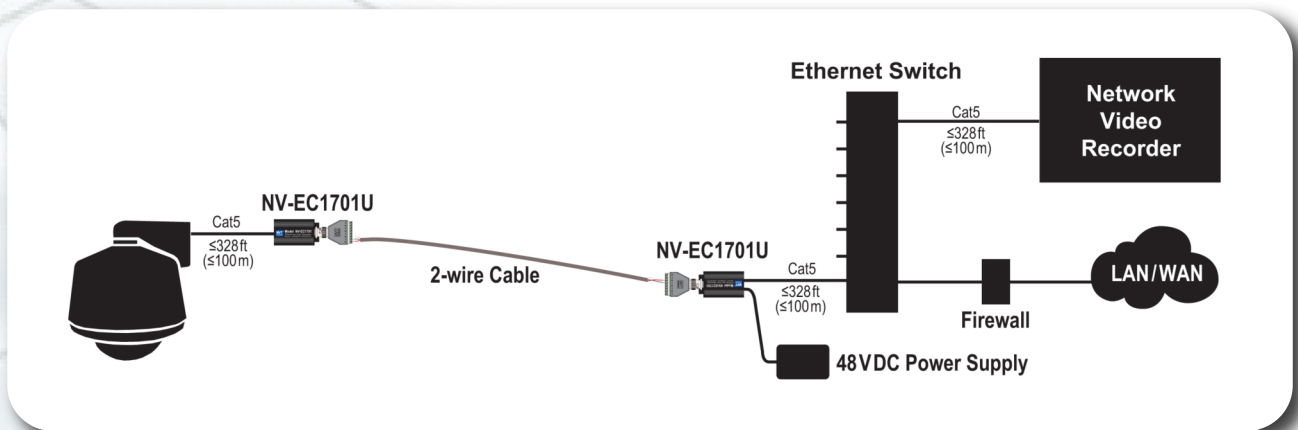 Ethernet Switch
Cat5
≤328ft
(≤100m)
Network
Video
Recorder
NV-EC1701U
Cat5
≤328ft
(≤100m)
2-wire Cable
NV-EC1701U
Cat5
≤328ft
(≤100m)
Firewall
LAN/WAN
48VDC Power Supply